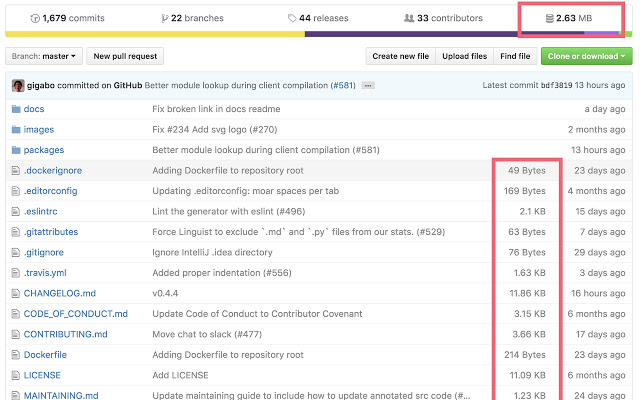 1,679 commits 22 branches 44 releases 33 contributors 2.63 MB
Branch: master New pull request Create new file Upload files Find file Clone or download
gigabo committed on GitHub Better module lookup during client compilation (#581) ... Latest commit bdf3819 13 hours ago
docs Fix broken link in docs readme a day ago
images Fix #234 Add svg logo (#270) 2 months ago
packages Better module lookup during client compilation (#581) 13 hours ago
.dockerignore Adding Dockerfile to repository root 49 Bytes 23 days ago
.editorconfig Updating .editorconfig: moar spaces per tab 169 Bytes 4 months ago
.eslintrc Lint the generator with eslint (#496) 2.1 KB 15 days ago
.gitattributes Force Linguist to exclude `.md` and `.py` files from our stats. (#529) 63 Bytes 7 days ago
.gitignore Ignore IntelliJ .idea directory 76 Bytes 29 days ago
.travis.yml Added proper indentation (#556) 1.63 KB 3 days ago
CHANGELOG.md v0.4.4 11.86 KB 16 hours ago
CODE_OF_CONDUCT.md Update Code of Conduct to Contributor Covenant 3.15 KB 6 months ago
CONTRIBUTING.md Move chat to slack (#477) 3.66 KB 17 days ago
Dockerfile Adding Dockerfile to repository root 214 Bytes 23 days ago
LICENSE Add LICENSE 11.09 KB 6 months ago
MAINTAINING.md Update maintaining guide to include how to update annotated src code (#... 1.23 KB 24 days ago